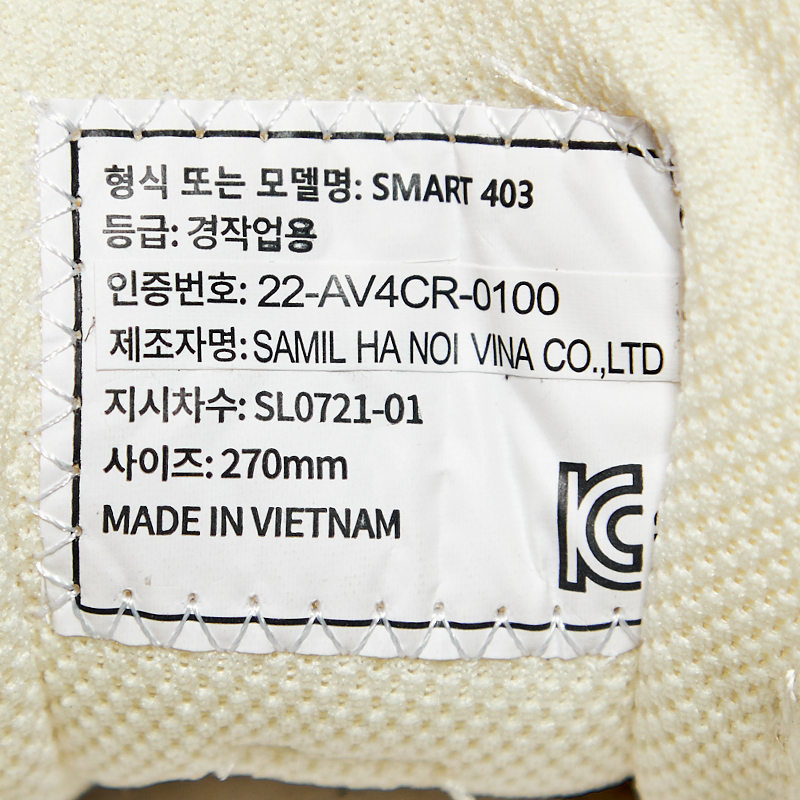 형식 또는 모델명: SMART 403
등급: 경작업용
인증번호: 22-AV4CR-0100
제조자명: SAMIL HA NOI VINA CO.,LTD
지시차수: SL0721-01
사이즈: 270mm
MADE IN VIETNAM
KC